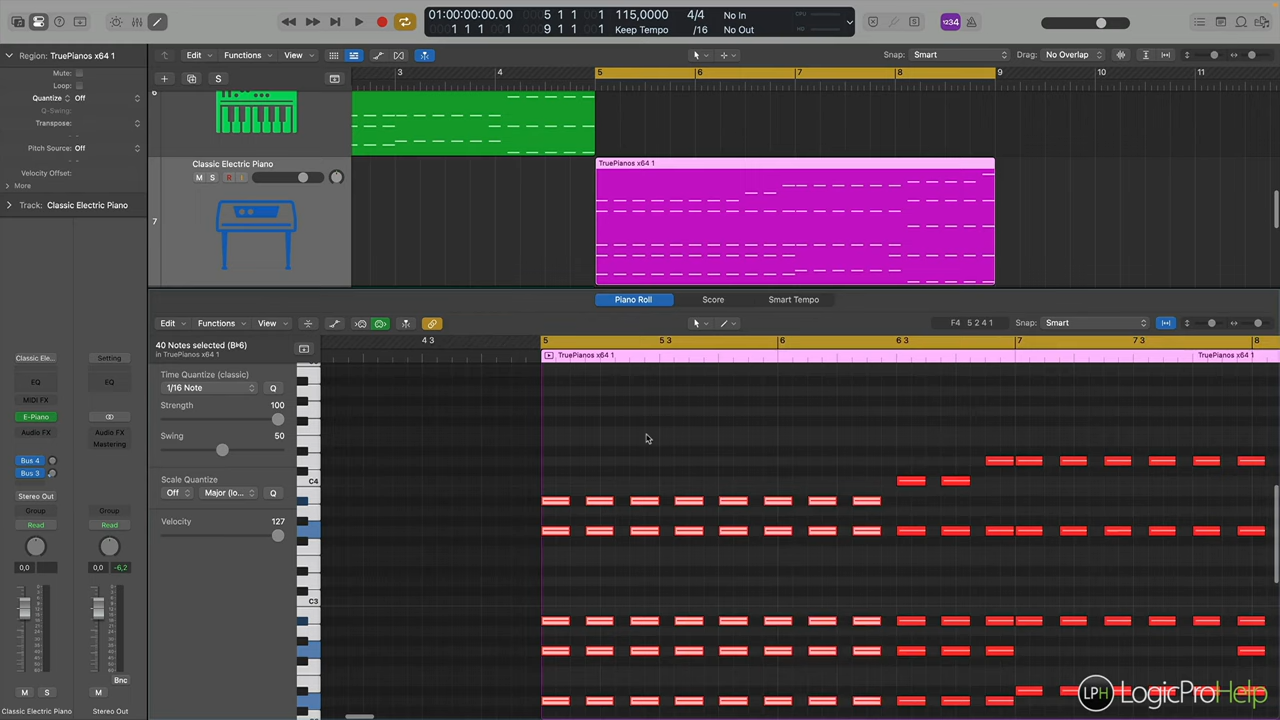 01:00:00:00.00
1 1 1
5 1 1 1
9 1 1 1
115,0000
Keep Tempo
4/4
/16
No In
No Out
CPU
HD
1234
Region: TruePianos x64 1
Mute:
Loop:
Quantize Off
Q-Swing:
Transpose:
Pitch Source: Off
Velocity Offset:
More
Track: Classic Electric Piano
Edit Functions View
Snap: Smart Drag: No Overlap
S
3 4 5 6 7 8 9 10 11
6
Classic Electric Piano
M S R I
7
TruePianos x64 1
Piano Roll Score Smart Tempo
Edit Functions View
F4 5 2 4 1 Snap: Smart
40 Notes selected (B♭6)
in TruePianos x64 1
4 3 5 5 3 6 6 3 7 7 3 8
TruePianos x64 1 TruePianos x64 1
Time Quantize (classic)
1/16 Note Q
Strength 100
Swing 50
Scale Quantize
Off Major (lo... Q
Velocity 127
C4
C3
Classic Ele... Setting
EQ EQ
MIDI FX
E-Piano
Audio FX Audio FX
Mastering
Bus 4
Bus 3
Stereo Out
Group Group
Read Read
0,0 0,0 -6,2
Bnc
M S M
Classic Electric Piano Stereo Out
LPH LogicProHelp